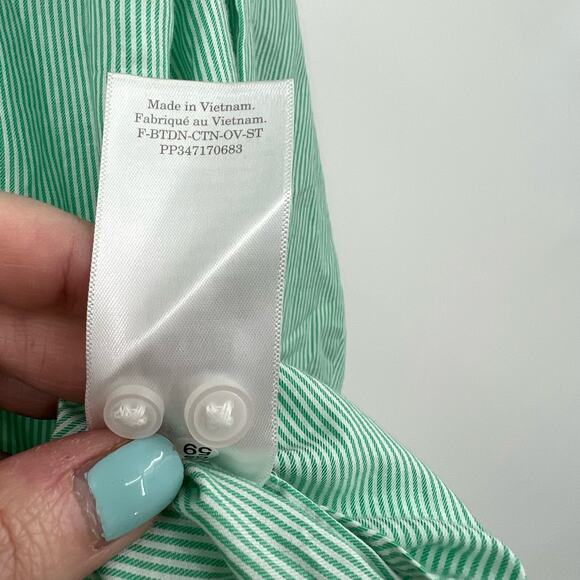 Made in Vietnam.
Fabriqué au Vietnam.
F-BTDN-CTN-OV-ST
PP347170683